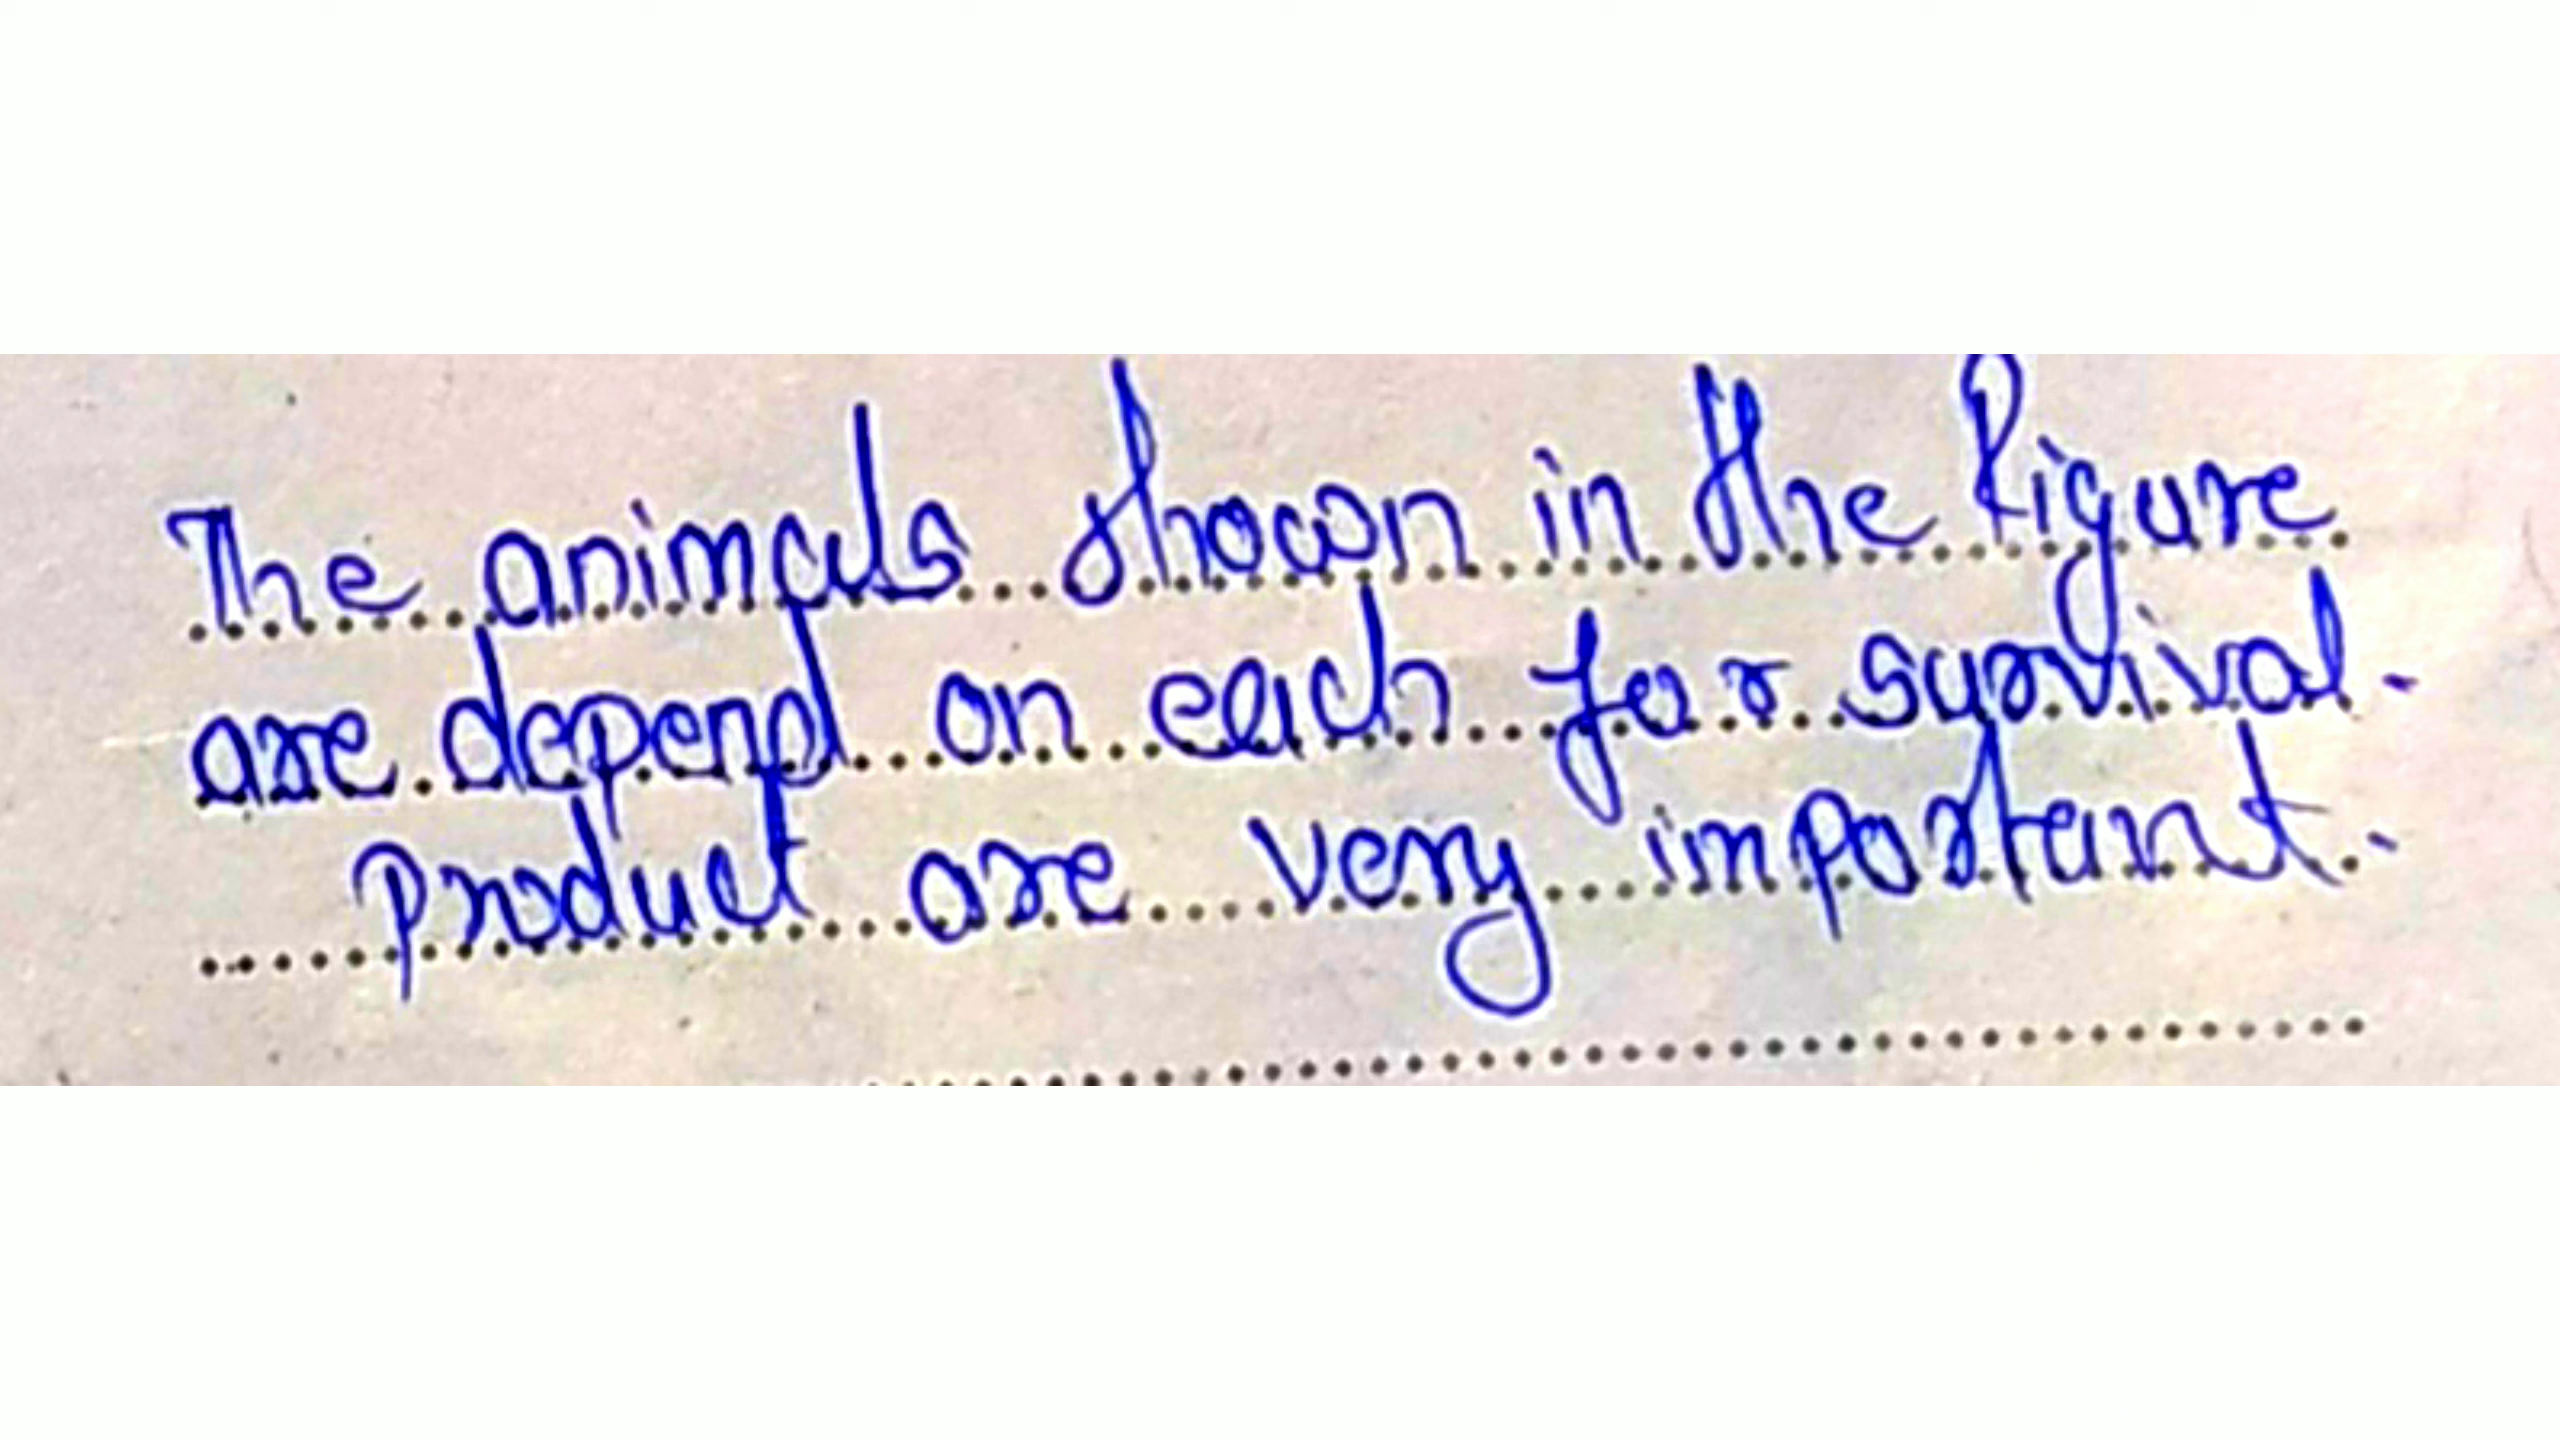 The animals shown in the figure
are depend on each for survival.
product are very important.